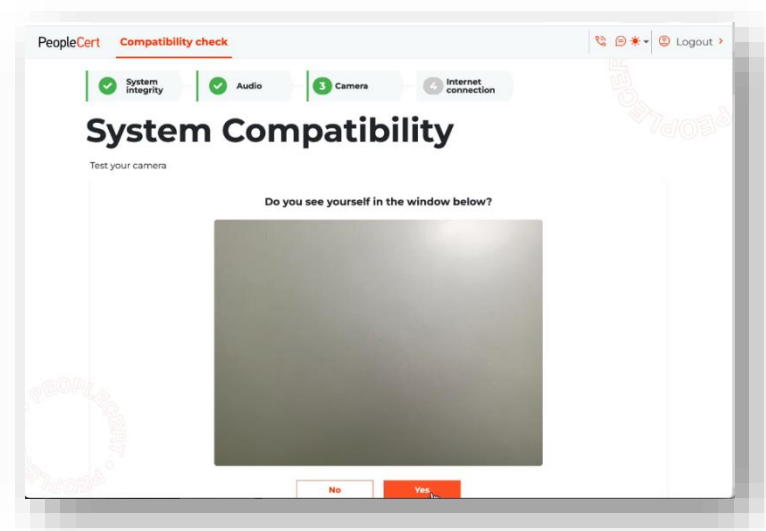 PeopleCert Compatibility check Logout
System integrity Audio 3 Camera 4 Internet connection
System Compatibility
Test your camera
Do you see yourself in the window below?
No Yes
PEOPLECERT